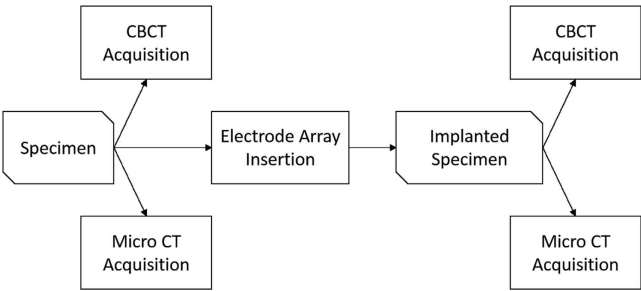 CBCT
Acquisition
CBCT
Acquisition
Specimen
Electrode Array
Insertion
Implanted
Specimen
Micro CT
Acquisition
Micro CT
Acquisition